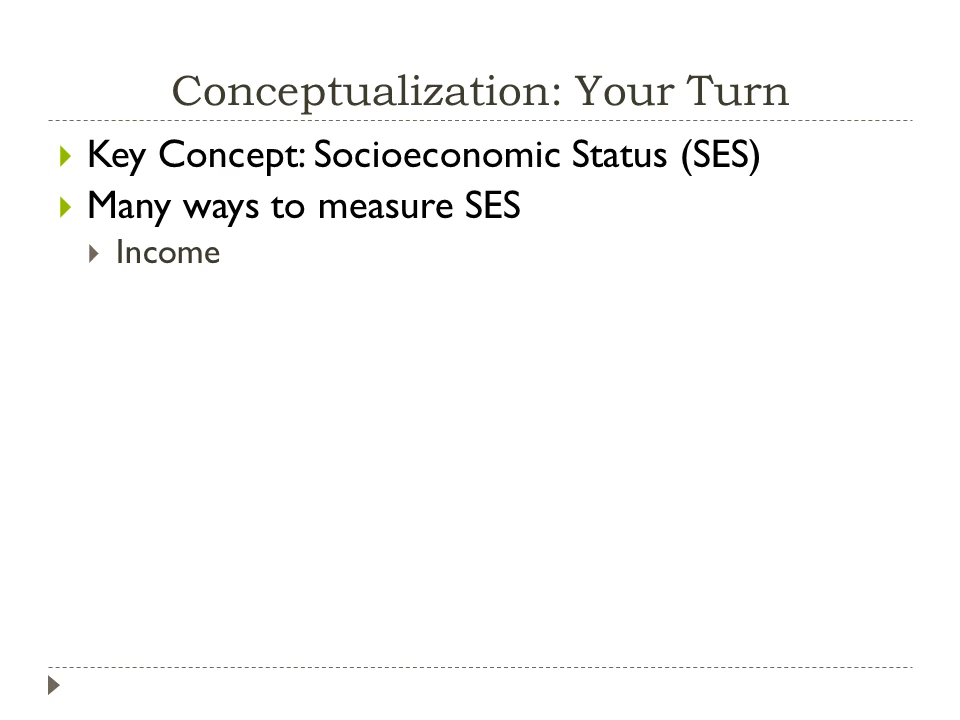 Conceptualization: Your Turn
Key Concept: Socioeconomic Status (SES)
Many ways to measure SES
Income